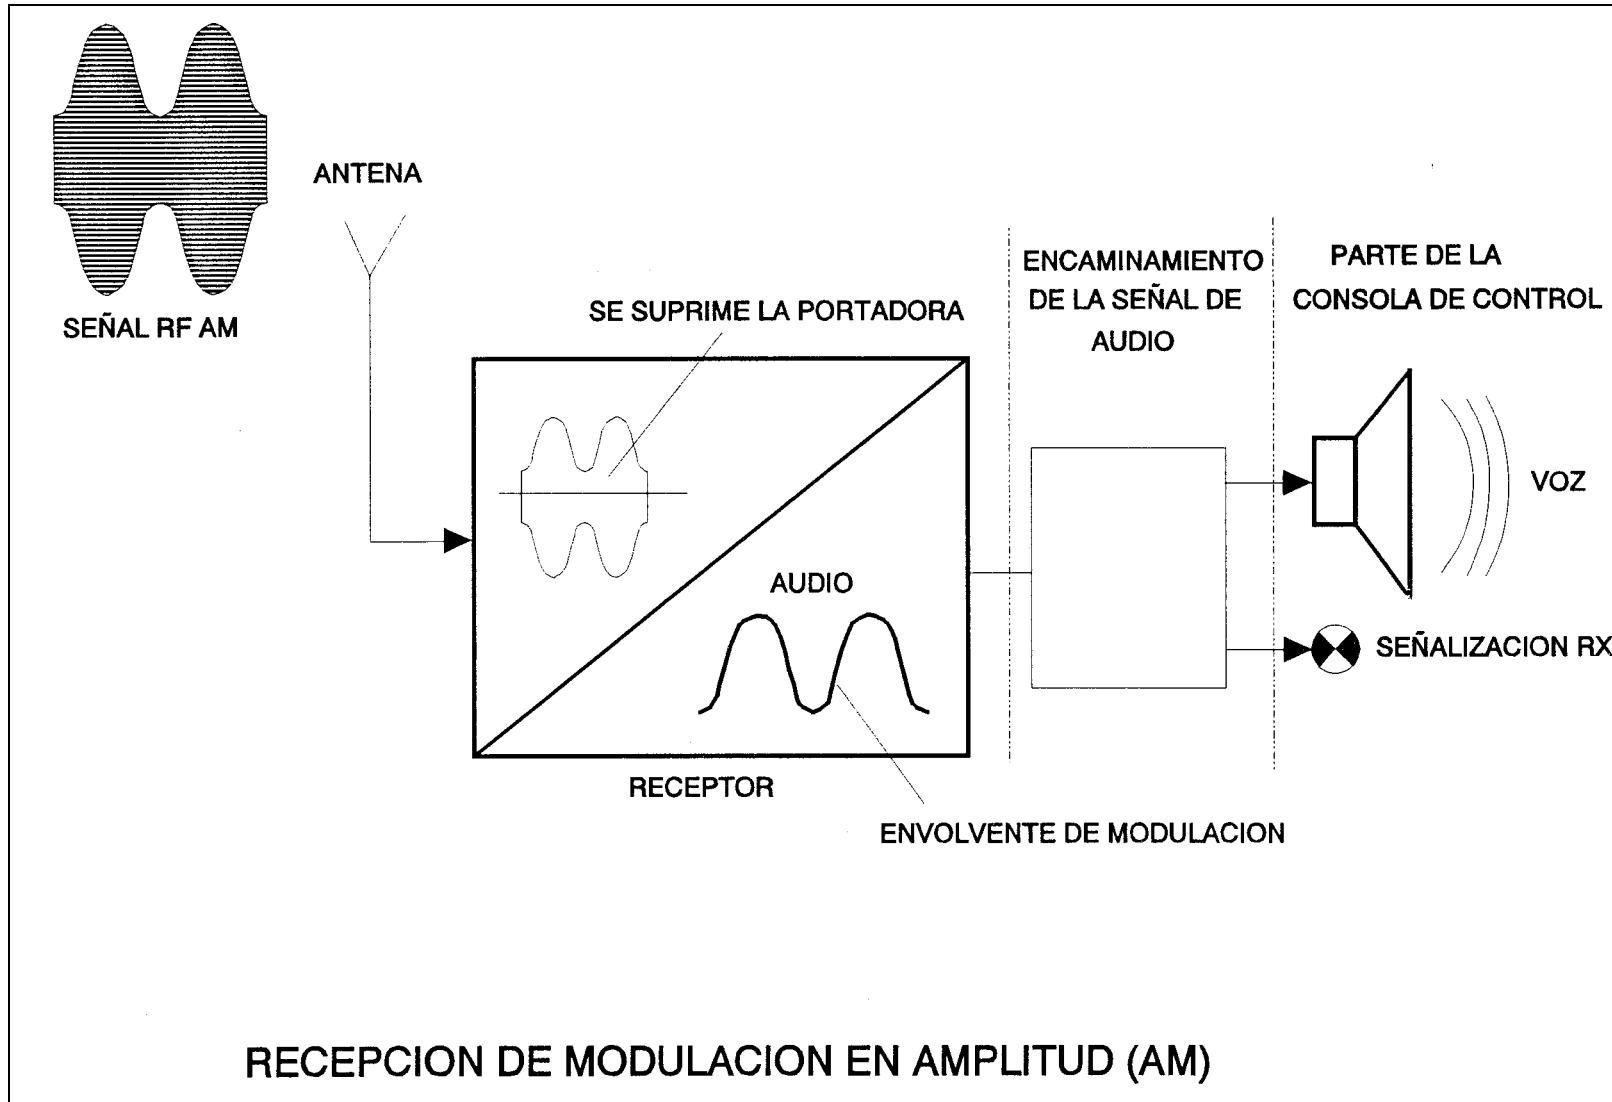 ANTENA
SEÑAL RF AM
SE SUPRIME LA PORTADORA
ENCAMINAMIENTO
DE LA SEÑAL DE
AUDIO
PARTE DE LA
CONSOLA DE CONTROL
VOZ
AUDIO
SEÑALIZACION RX
RECEPTOR
ENVOLVENTE DE MODULACION
RECEPCION DE MODULACION EN AMPLITUD (AM)